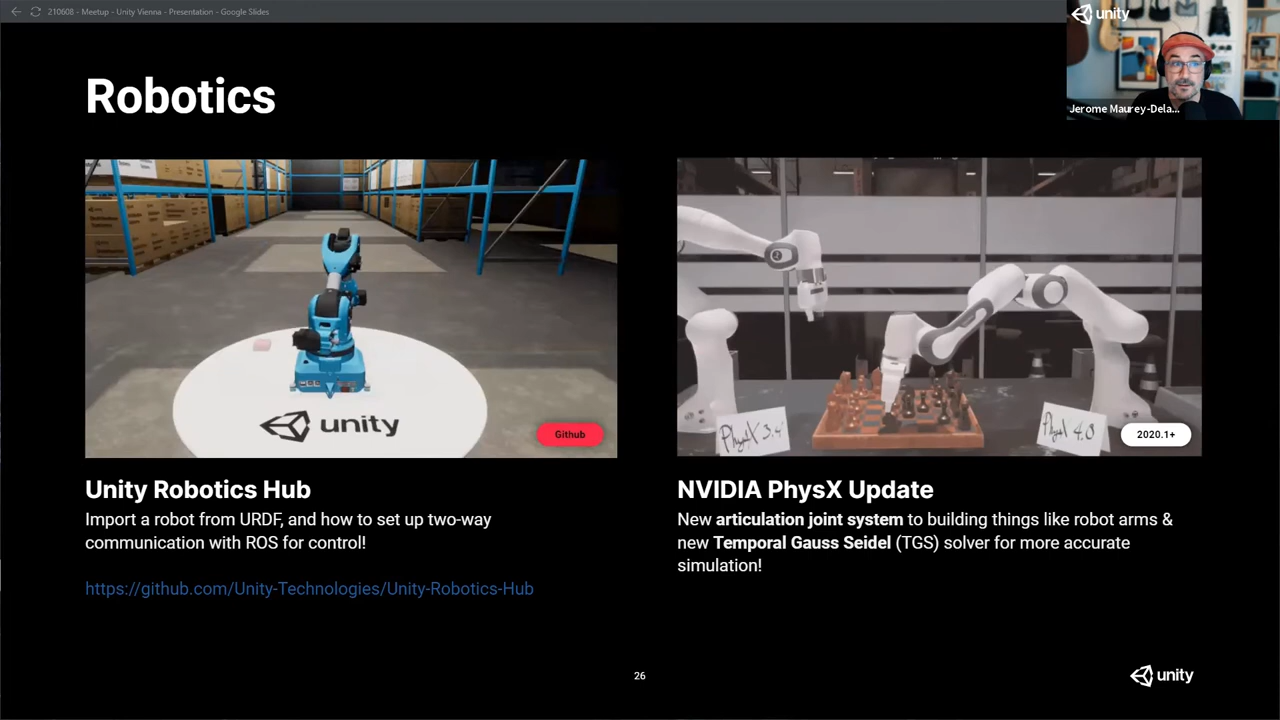 210608 - Meetup - Unity Vienna - Presentation - Google Slides
unity
Jerome Maurey-Dela...
Robotics
unity
Github
PhysX 3.4
PhysX 4.0
2020.1+
Unity Robotics Hub
Import a robot from URDF, and how to set up two-way
communication with ROS for control!
https://github.com/Unity-Technologies/Unity-Robotics-Hub
NVIDIA PhysX Update
New articulation joint system to building things like robot arms &
new Temporal Gauss Seidel (TGS) solver for more accurate
simulation!
26
unity